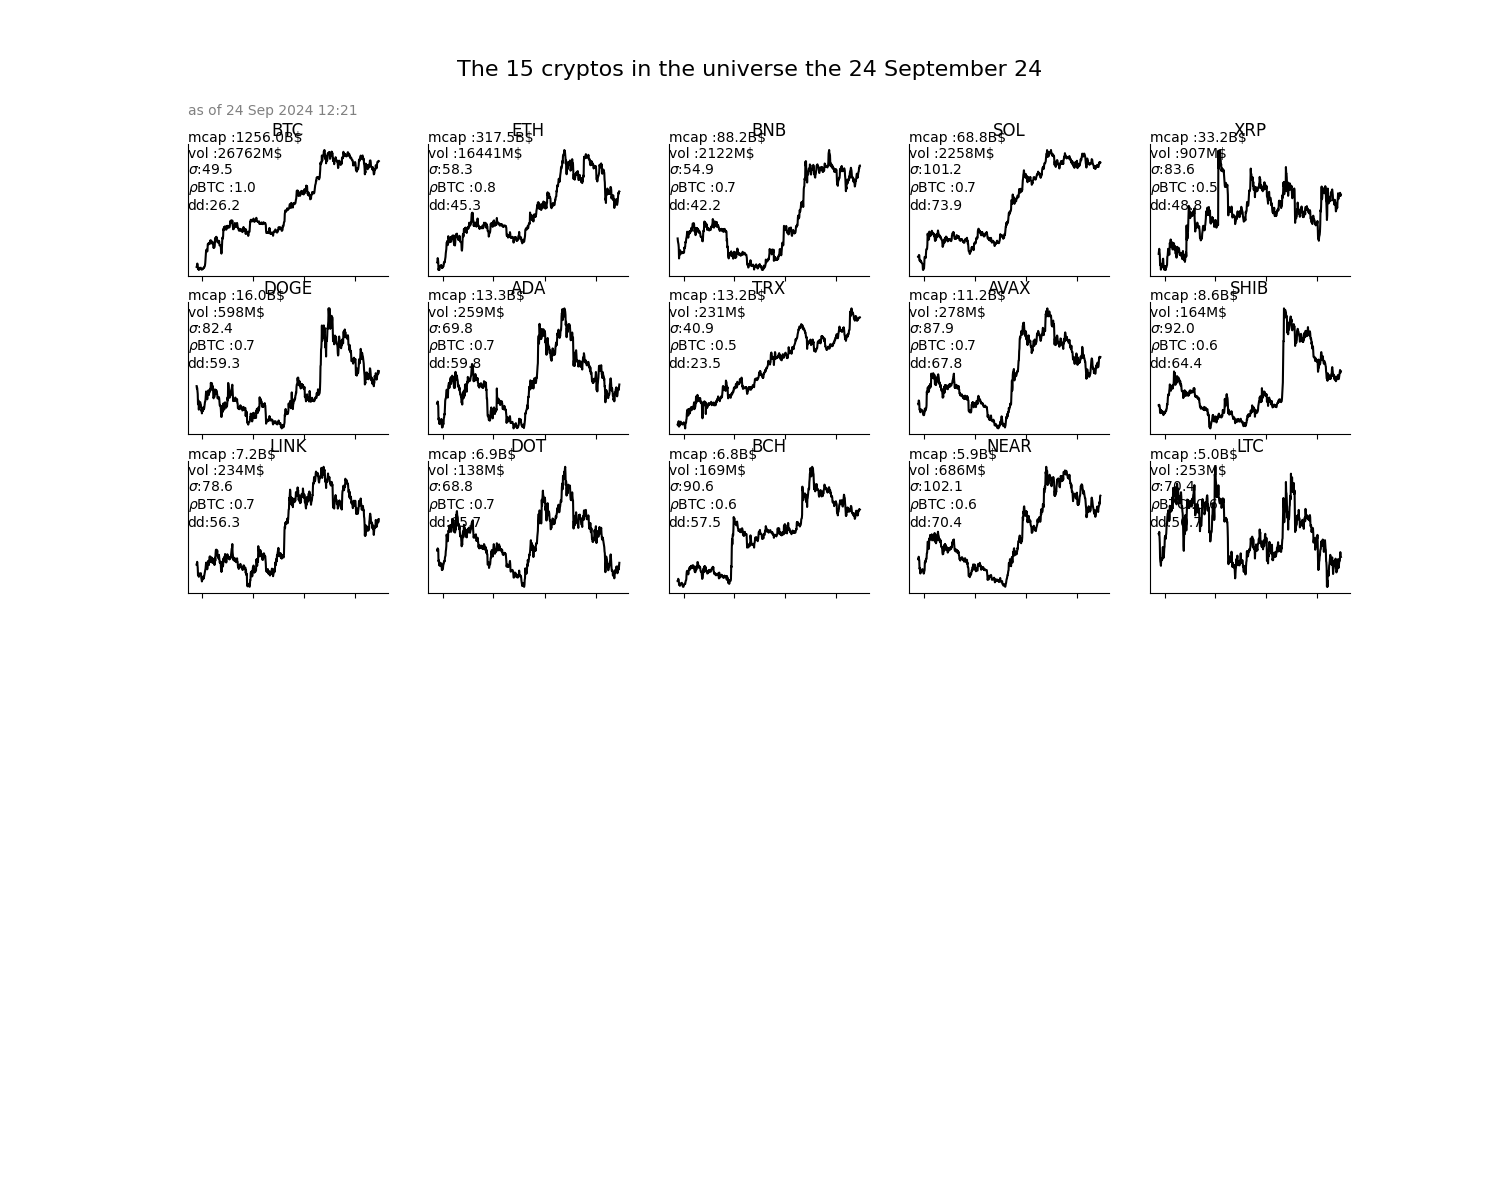 The 15 cryptos in the universe the 24 September 24
as of 24 Sep 2024 12:21
BTC
mcap :1256.0B$
vol :26762M$
σ:49.5
ρBTC :1.0
dd:26.2
ETH
mcap :317.5B$
vol :16441M$
σ:58.3
ρBTC :0.8
dd:45.3
BNB
mcap :88.2B$
vol :2122M$
σ:54.9
ρBTC :0.7
dd:42.2
SOL
mcap :68.8B$
vol :2258M$
σ:101.2
ρBTC :0.7
dd:73.9
XRP
mcap :33.2B$
vol :907M$
σ:83.6
ρBTC :0.5
dd:48.8
DOGE
mcap :16.0B$
vol :598M$
σ:82.4
ρBTC :0.7
dd:59.3
ADA
mcap :13.3B$
vol :259M$
σ:69.8
ρBTC :0.7
dd:59.8
TRX
mcap :13.2B$
vol :231M$
σ:40.9
ρBTC :0.5
dd:23.5
AVAX
mcap :11.2B$
vol :278M$
σ:87.9
ρBTC :0.7
dd:67.8
SHIB
mcap :8.6B$
vol :164M$
σ:92.0
ρBTC :0.6
dd:64.4
LINK
mcap :7.2B$
vol :234M$
σ:78.6
ρBTC :0.7
dd:56.3
DOT
mcap :6.9B$
vol :138M$
σ:68.8
ρBTC :0.7
BCH
mcap :6.8B$
vol :169M$
σ:90.6
ρBTC :0.6
dd:57.5
NEAR
mcap :5.9B$
vol :686M$
σ:102.1
ρBTC :0.6
dd:70.4
LTC
mcap :5.0B$
vol :253M$
σ:70.4